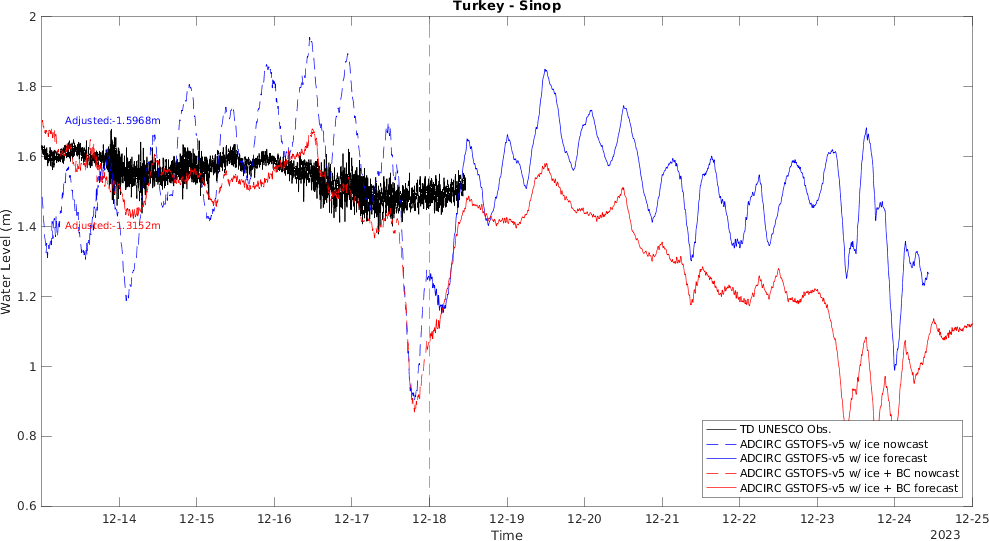 Turkey - Sinop
Water Level (m)
2
1.8
1.6
1.4
1.2
1
0.8
0.6
Adjusted:-1.5968m
Adjusted:-1.3152m
TD UNESCO Obs.
ADCIRC GSTOFS-v5 w/ ice nowcast
ADCIRC GSTOFS-v5 w/ ice forecast
ADCIRC GSTOFS-v5 w/ ice + BC nowcast
ADCIRC GSTOFS-v5 w/ ice + BC forecast
12-14 12-15 12-16 12-17 12-18 12-19 12-20 12-21 12-22 12-23 12-24 12-25
Time
2023